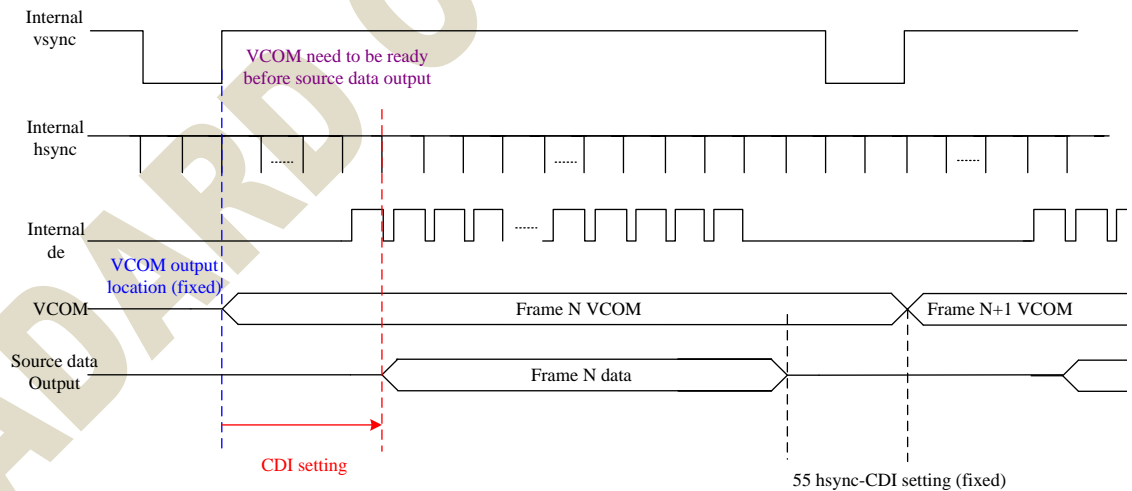 Internal
vsync
VCOM need to be ready
before source data output
Internal
hsync
......
......
......
Internal
de
......
VCOM output
location (fixed)
VCOM
Frame N VCOM
Frame N+1 VCOM
Source data
Output
Frame N data
CDI setting
55 hsync-CDI setting (fixed)